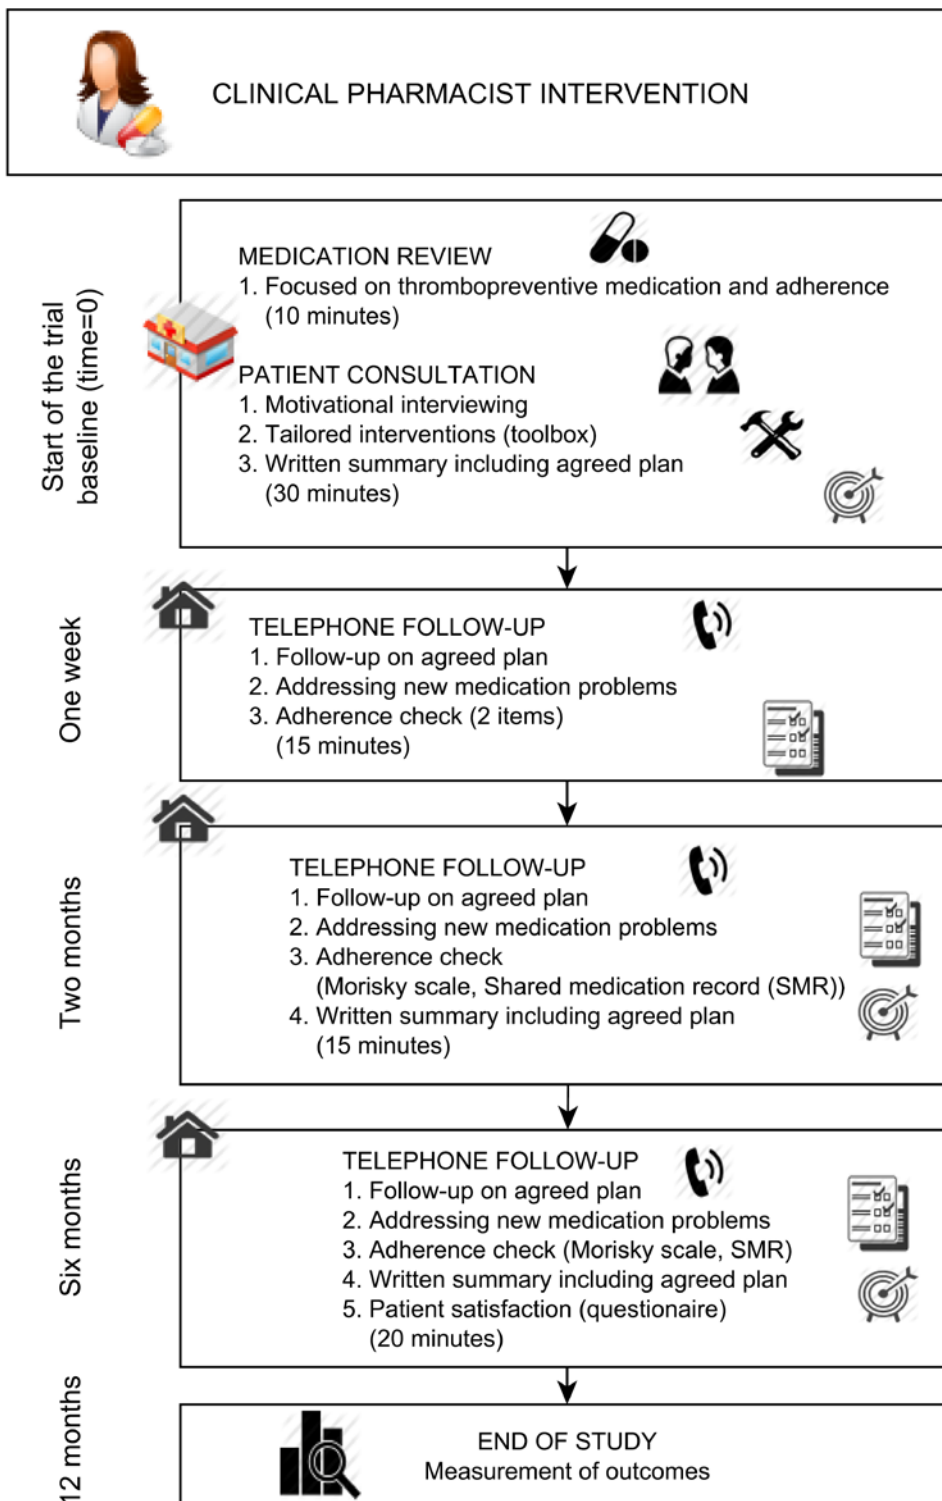 CLINICAL PHARMACIST INTERVENTION
Start of the trial
baseline (time=0)
MEDICATION REVIEW
1. Focused on thrombopreventive medication and adherence
(10 minutes)
PATIENT CONSULTATION
1. Motivational interviewing
2. Tailored interventions (toolbox)
3. Written summary including agreed plan
(30 minutes)
One week
TELEPHONE FOLLOW-UP
1. Follow-up on agreed plan
2. Addressing new medication problems
3. Adherence check (2 items)
(15 minutes)
Two months
TELEPHONE FOLLOW-UP
1. Follow-up on agreed plan
2. Addressing new medication problems
3. Adherence check
(Morisky scale, Shared medication record (SMR))
4. Written summary including agreed plan
(15 minutes)
Six months
TELEPHONE FOLLOW-UP
1. Follow-up on agreed plan
2. Addressing new medication problems
3. Adherence check (Morisky scale, SMR)
4. Written summary including agreed plan
5. Patient satisfaction (questionaire)
(20 minutes)
12 months
END OF STUDY
Measurement of outcomes